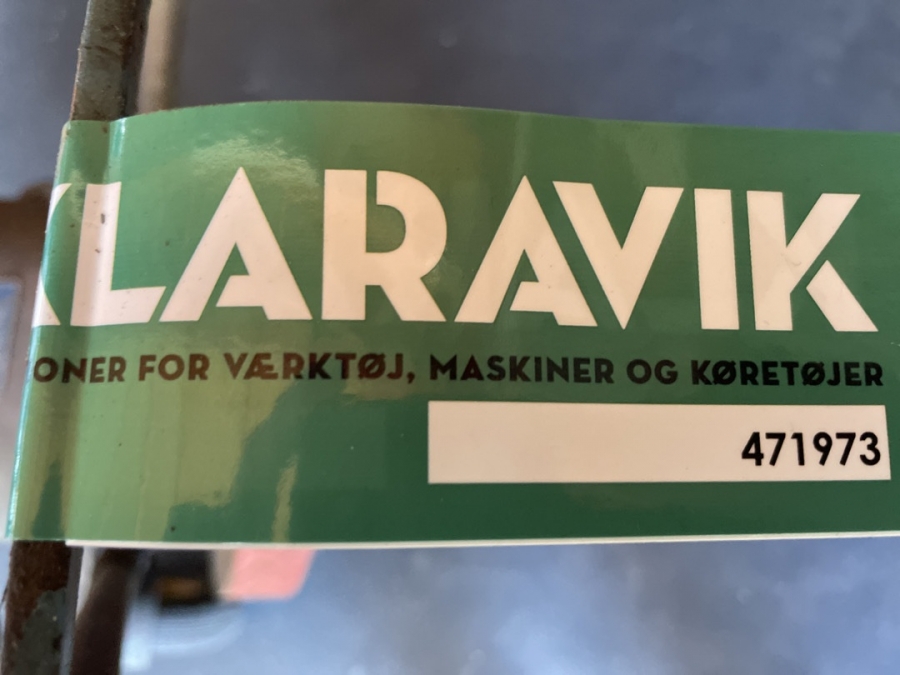 KLARAVIK
ONER FOR VÆRKTØJ, MASKINER OG KØRETØJER
471973